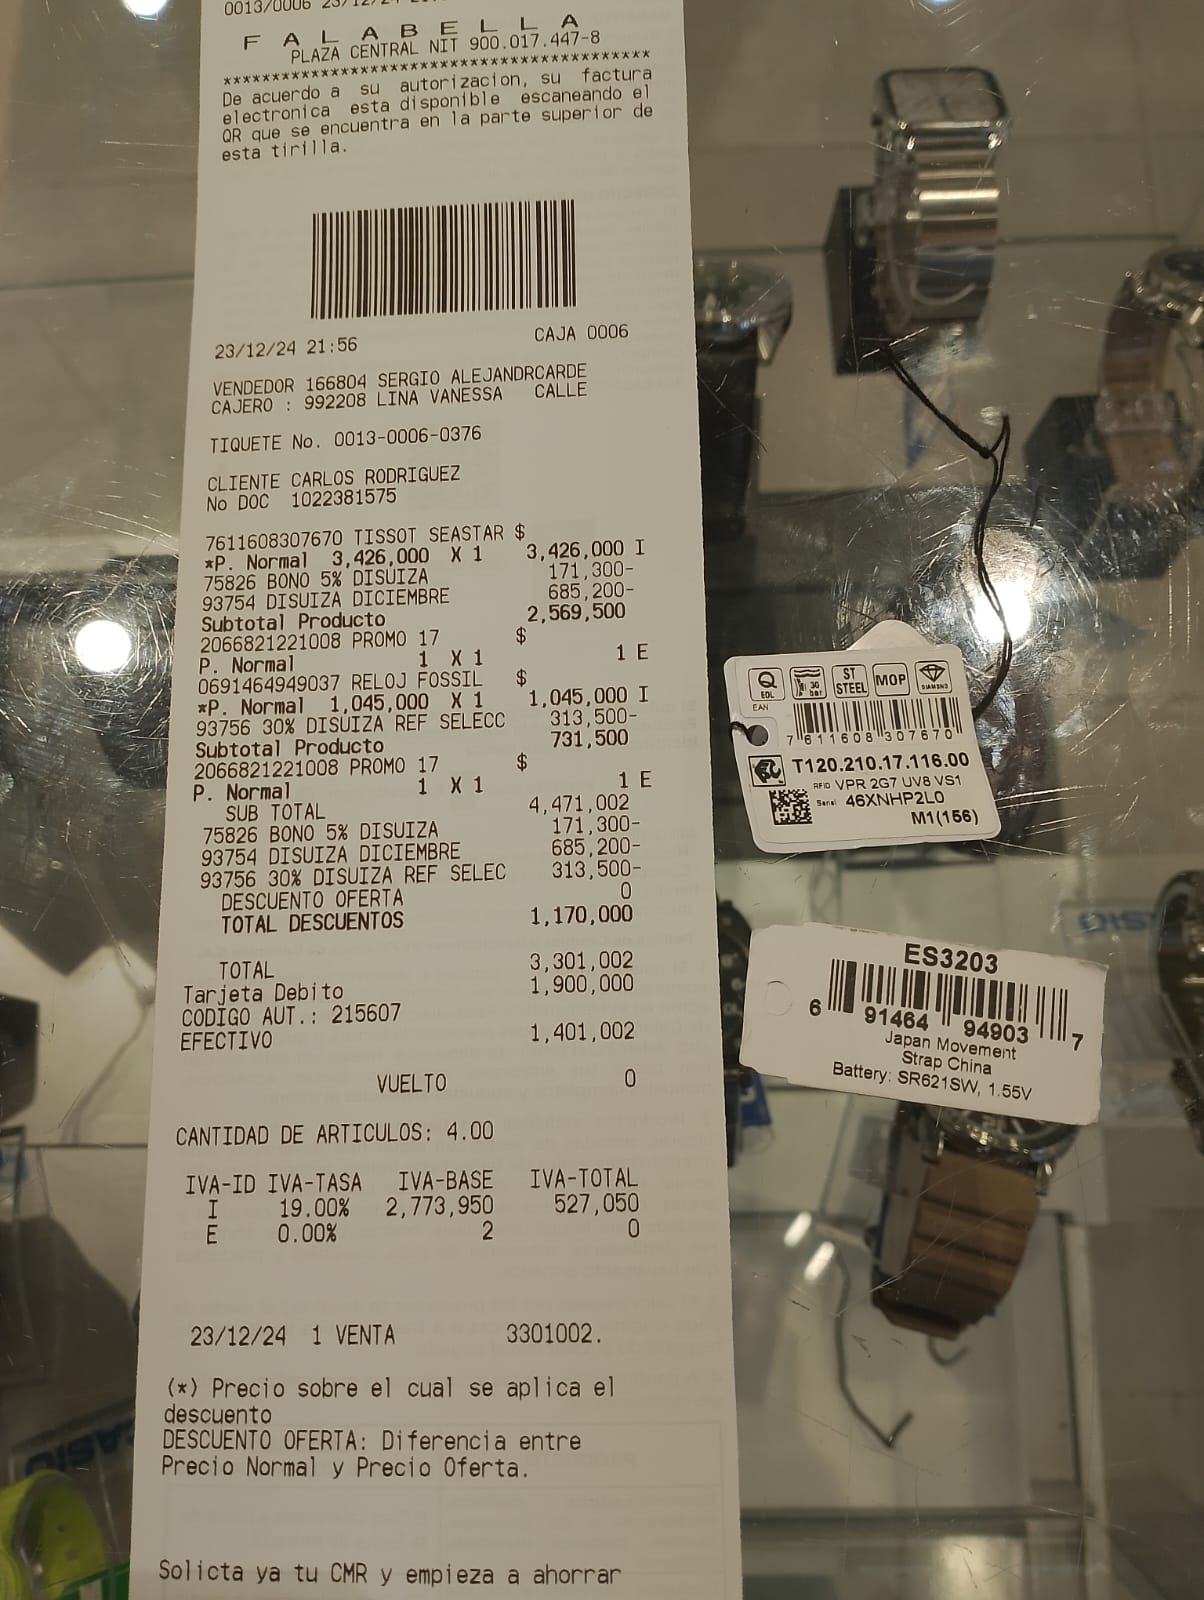 0013/0006 23/12/24
F A L A B E L L A
PLAZA CENTRAL NIT 900.017.447-8
********************************************
De acuerdo a su autorizacion, su factura
electronica esta disponible escaneando el
QR que se encuentra en la parte superior de
esta tirilla.
23/12/24 21:56 CAJA 0006
VENDEDOR 166804 SERGIO ALEJANDRCARDE
CAJERO : 992208 LINA VANESSA CALLE
TIQUETE No. 0013-0006-0376
CLIENTE CARLOS RODRIGUEZ
No DOC 1022381575
7611608307670 TISSOT SEASTAR $
*P. Normal 3,426,000 X 1 3,426,000 I
75826 BONO 5% DISUIZA 171,300-
93754 DISUIZA DICIEMBRE 685,200-
Subtotal Producto 2,569,500
2066821221008 PROMO 17 $
P. Normal 1 X 1 1 E
0691464949037 RELOJ FOSSIL $
*P. Normal 1,045,000 X 1 1,045,000 I
93756 30% DISUIZA REF SELECC 313,500-
Subtotal Producto 731,500
2066821221008 PROMO 17 $
P. Normal 1 X 1 1 E
SUB TOTAL 4,471,002
75826 BONO 5% DISUIZA 171,300-
93754 DISUIZA DICIEMBRE 685,200-
93756 30% DISUIZA REF SELEC 313,500-
DESCUENTO OFERTA 0
TOTAL DESCUENTOS 1,170,000
TOTAL 3,301,002
Tarjeta Debito 1,900,000
CODIGO AUT.: 215607
EFECTIVO 1,401,002
VUELTO 0
CANTIDAD DE ARTICULOS: 4.00
IVA-ID IVA-TASA IVA-BASE IVA-TOTAL
I 19.00% 2,773,950 527,050
E 0.00% 2 0
23/12/24 1 VENTA 3301002.
(*) Precio sobre el cual se aplica el
descuento
DESCUENTO OFERTA: Diferencia entre
Precio Normal y Precio Oferta.
Solicta ya tu CMR y empieza a ahorrar
Q EOL 30 bar ST STEEL MOP DIAMOND
EAN
7 611608 307670
T120.210.17.116.00
RFID VPR 2G7 UV8 VS1
Serial 46XNHP2L0
M1(156)
ES3203
6 91464 94903 7
Japan Movement
Strap China
Battery: SR621SW, 1.55V
CASIO